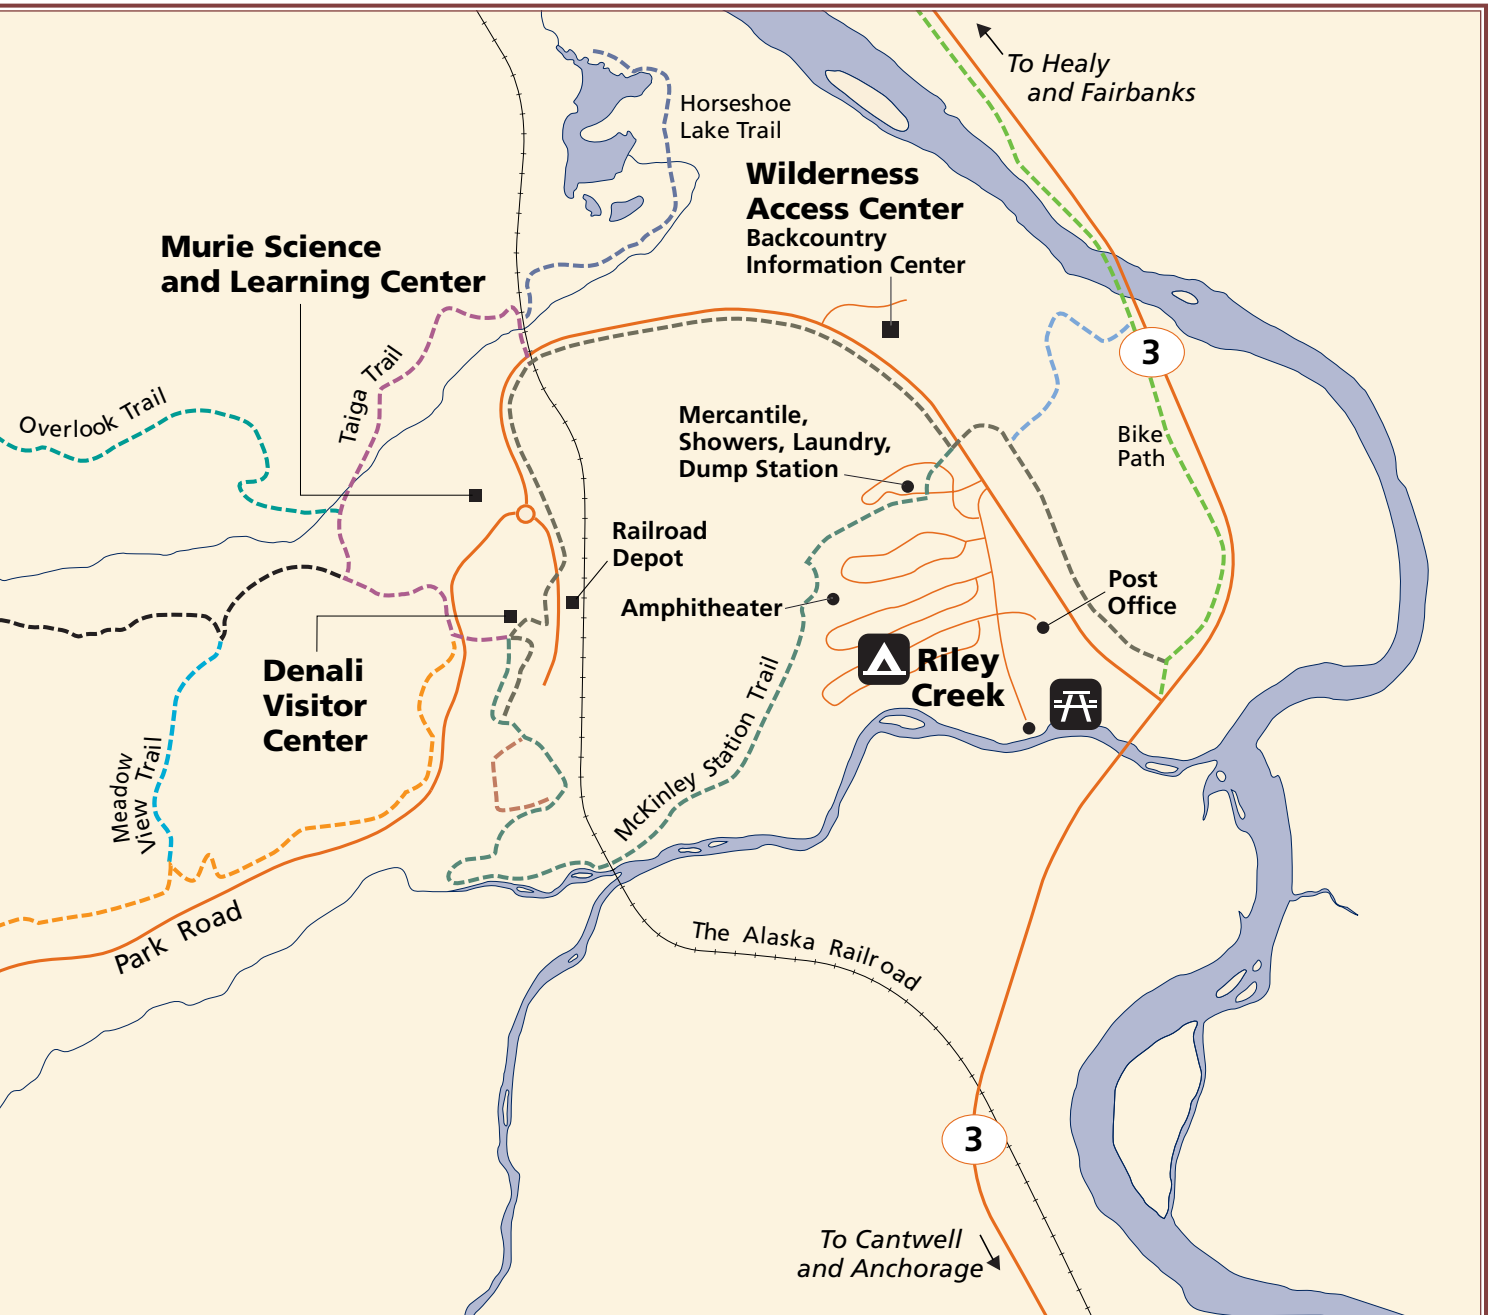 To Healy
and Fairbanks
Horseshoe
Lake Trail
Wilderness
Access Center
Backcountry
Information Center
Murie Science
and Learning Center
3
Taiga Trail
Overlook Trail
Mercantile,
Showers, Laundry,
Dump Station
Bike
Path
Railroad
Depot
Post
Office
Amphitheater
Riley
Creek
Denali
Visitor
Center
McKinley Station Trail
Meadow
View Trail
Park Road
The Alaska Railroad
3
To Cantwell
and Anchorage